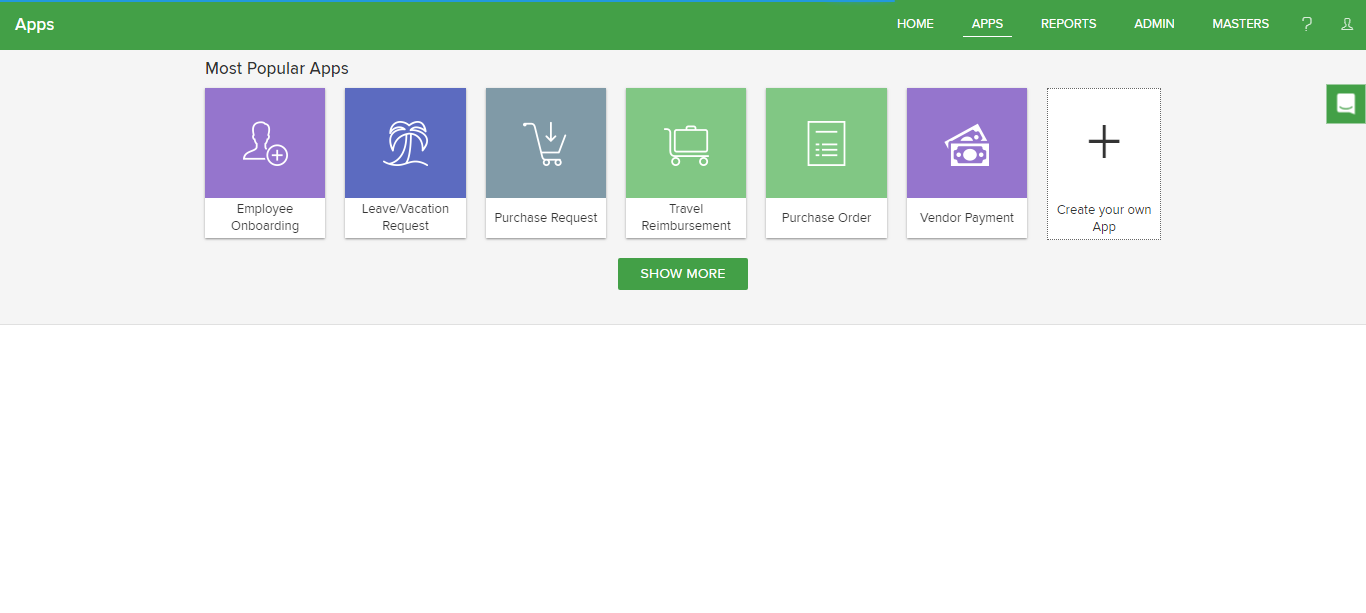 Apps
HOME APPS REPORTS ADMIN MASTERS ?
Most Popular Apps
Employee
Onboarding
Leave/Vacation
Request
Purchase Request
Travel
Reimbursement
Purchase Order
Vendor Payment
Create your own
App
SHOW MORE